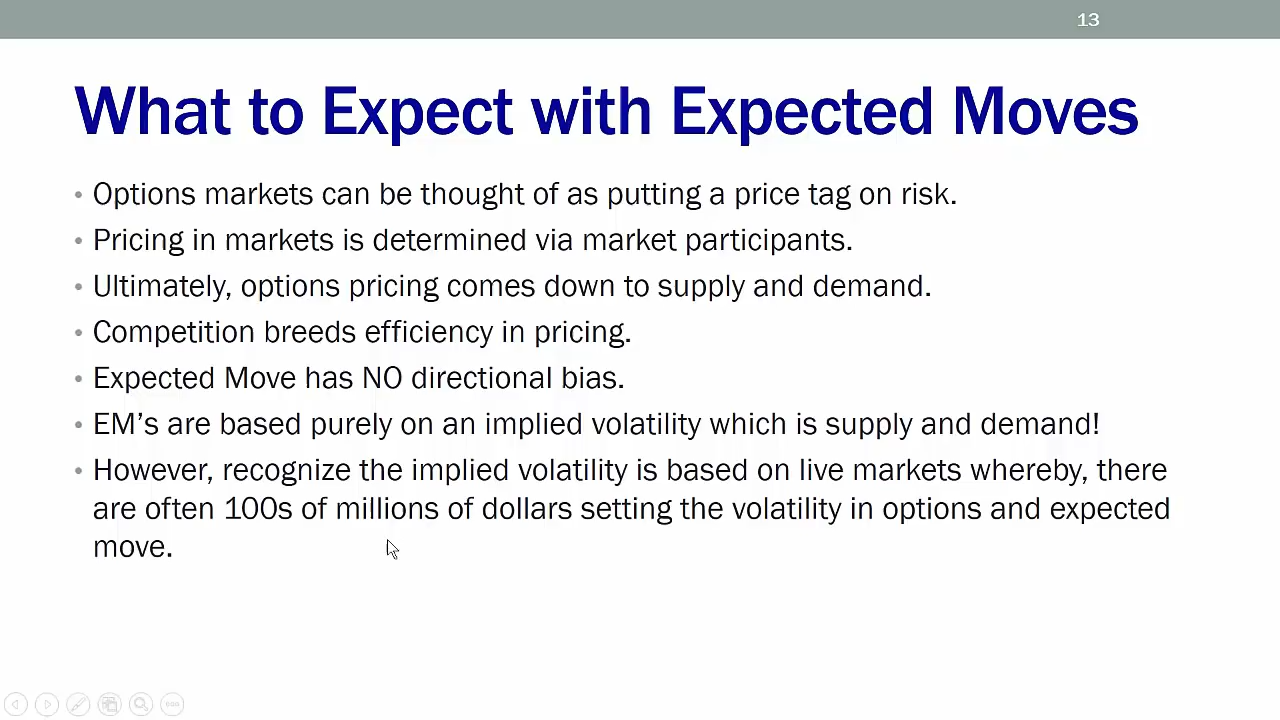 13
What to Expect with Expected Moves
• Options markets can be thought of as putting a price tag on risk.
• Pricing in markets is determined via market participants.
• Ultimately, options pricing comes down to supply and demand.
• Competition breeds efficiency in pricing.
• Expected Move has NO directional bias.
• EM’s are based purely on an implied volatility which is supply and demand!
• However, recognize the implied volatility is based on live markets whereby, there
are often 100s of millions of dollars setting the volatility in options and expected
move.